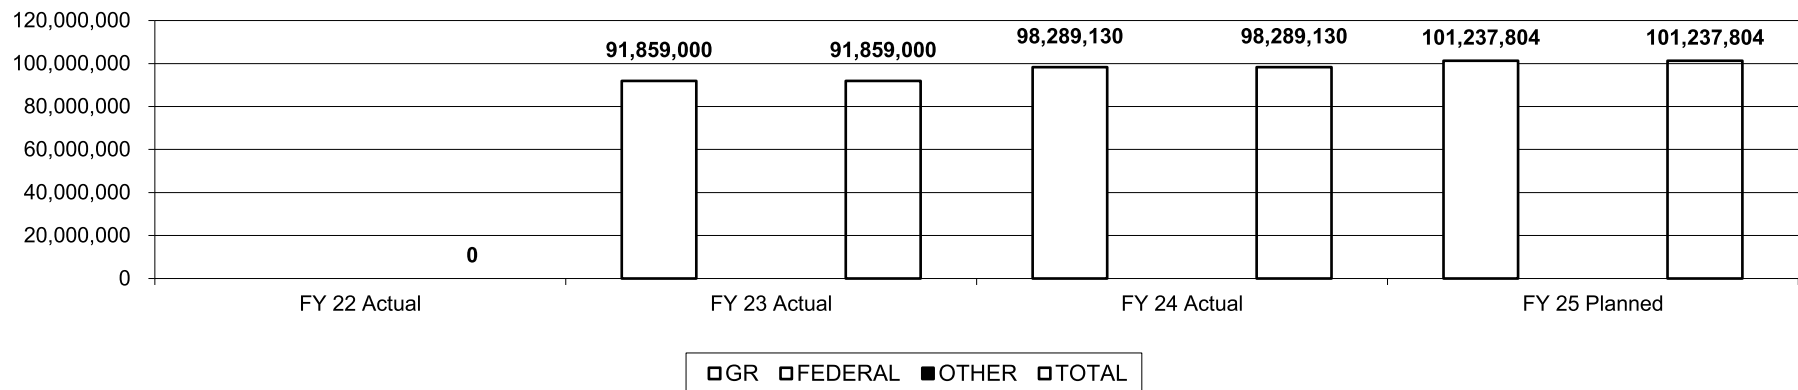 120,000,000
100,000,000
80,000,000
60,000,000
40,000,000
20,000,000
0
0
91,859,000
91,859,000
98,289,130
98,289,130
101,237,804
101,237,804
FY 22 Actual
FY 23 Actual
FY 24 Actual
FY 25 Planned
GR FEDERAL OTHER TOTAL